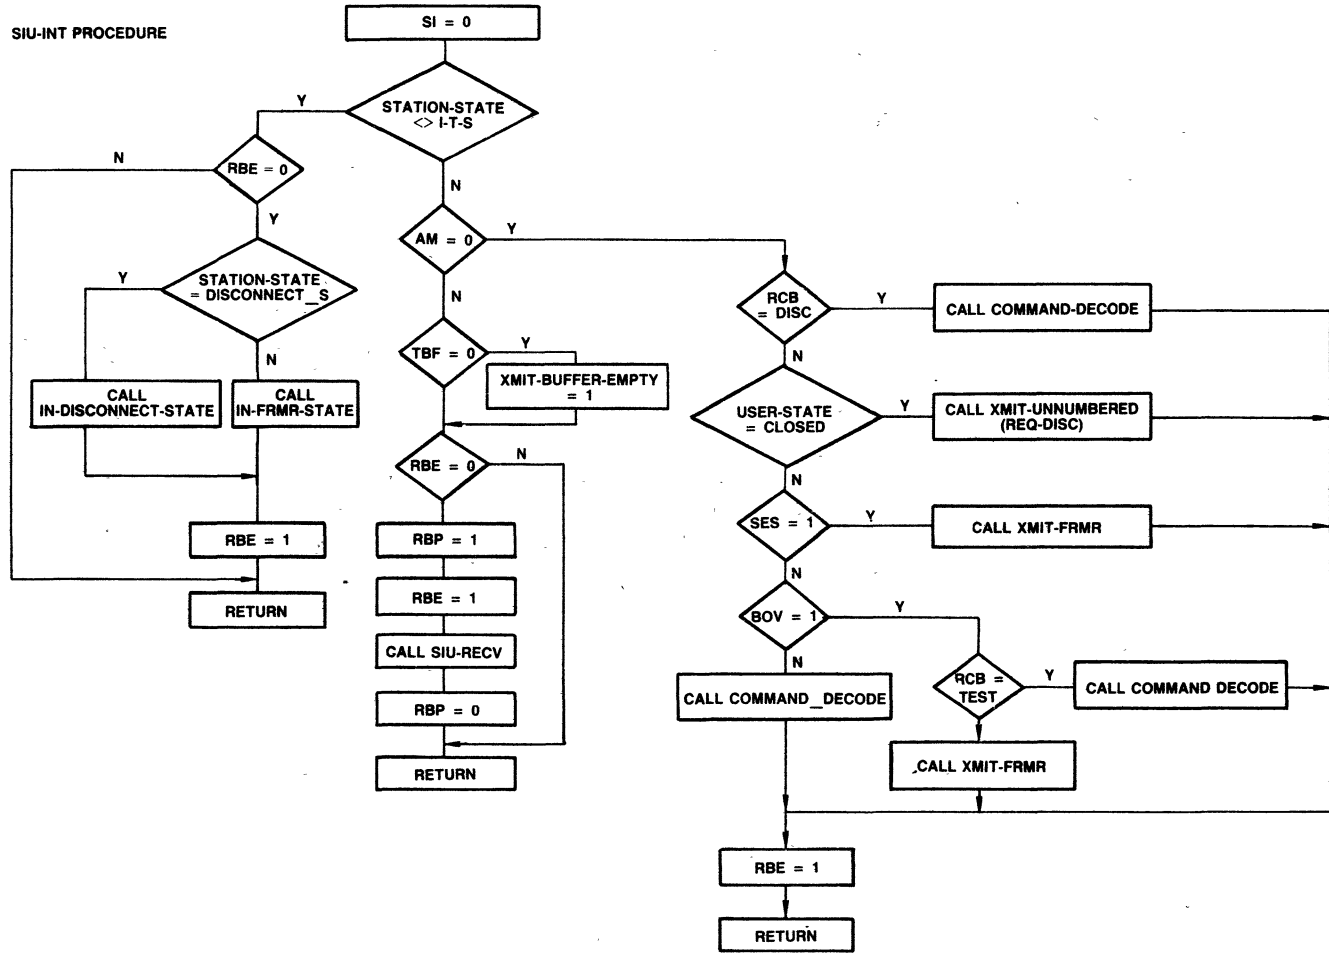 SIU-INT PROCEDURE
SI = 0
STATION-STATE
<> I-T-S
Y
N
RBE = 0
N
Y
STATION-STATE
= DISCONNECT_S
Y
N
CALL
IN-DISCONNECT-STATE
CALL
IN-FRMR-STATE
RBE = 1
RETURN
AM = 0
Y
N
TBF = 0
Y
XMIT-BUFFER-EMPTY
= 1
RBE = 0
N
RBP = 1
RBE = 1
CALL SIU-RECV
RBP = 0
RETURN
RCB
= DISC
Y
CALL COMMAND-DECODE
N
USER-STATE
= CLOSED
Y
CALL XMIT-UNNUMBERED
(REQ-DISC)
N
SES = 1
Y
CALL XMIT-FRMR
N
BOV = 1
Y
N
CALL COMMAND_DECODE
RCB =
TEST
Y
CALL COMMAND DECODE
CALL XMIT-FRMR
RBE = 1
RETURN